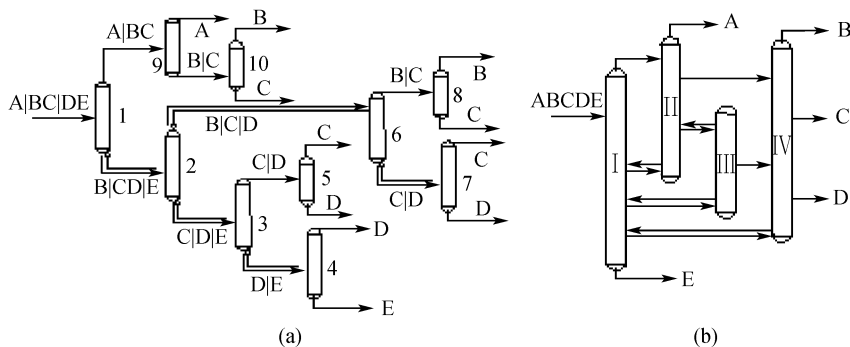 A|BC
A
9
B
B|C
10
C
A|BC|DE
1
B|CD|E
2
B|C|D
6
B|C
B
8
C
C|D
C
7
D
C
C|D
5
D
3
C|D|E
D
4
D|E
E
(a)
A
B
ABCDE
I
II
III
IV
C
D
E
(b)